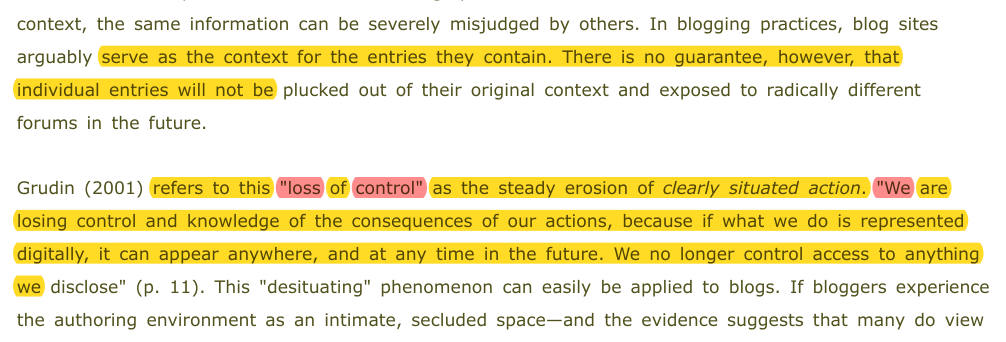 context, the same information can be severely misjudged by others. In blogging practices, blog sites
arguably serve as the context for the entries they contain. There is no guarantee, however, that
individual entries will not be plucked out of their original context and exposed to radically different
forums in the future.
Grudin (2001) refers to this "loss of control" as the steady erosion of clearly situated action. "We are
losing control and knowledge of the consequences of our actions, because if what we do is represented
digitally, it can appear anywhere, and at any time in the future. We no longer control access to anything
we disclose" (p. 11). This "desituating" phenomenon can easily be applied to blogs. If bloggers experience
the authoring environment as an intimate, secluded space—and the evidence suggests that many do view